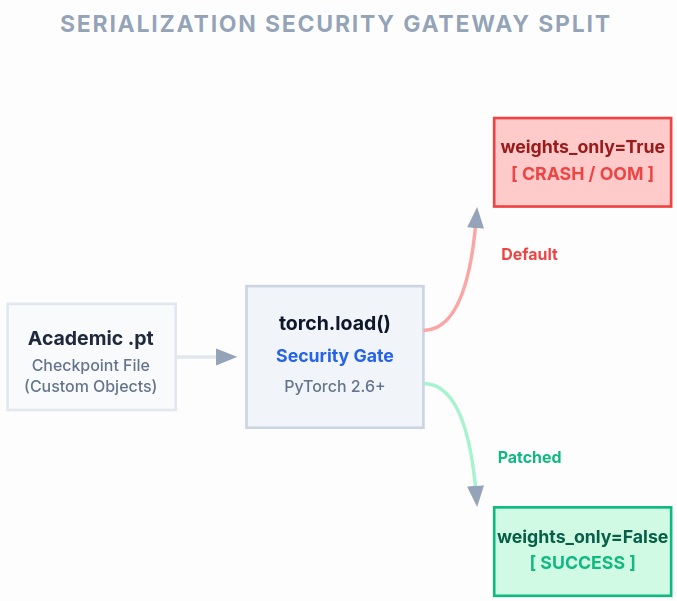 SERIALIZATION SECURITY GATEWAY SPLIT
weights_only=True
[ CRASH / OOM ]
Default
Academic .pt
Checkpoint File
(Custom Objects)
torch.load()
Security Gate
PyTorch 2.6+
Patched
weights_only=False
[ SUCCESS ]